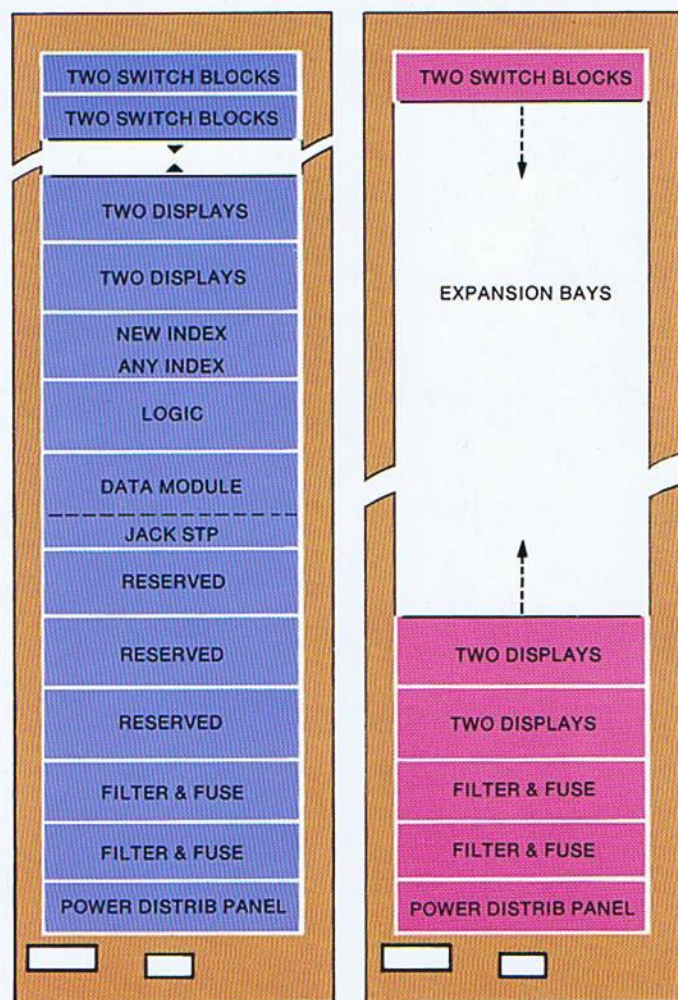 TWO SWITCH BLOCKS
TWO SWITCH BLOCKS
TWO DISPLAYS
TWO DISPLAYS
NEW INDEX
ANY INDEX
LOGIC
DATA MODULE
JACK STP
RESERVED
RESERVED
RESERVED
FILTER & FUSE
FILTER & FUSE
POWER DISTRIB PANEL
TWO SWITCH BLOCKS
EXPANSION BAYS
TWO DISPLAYS
TWO DISPLAYS
FILTER & FUSE
FILTER & FUSE
POWER DISTRIB PANEL